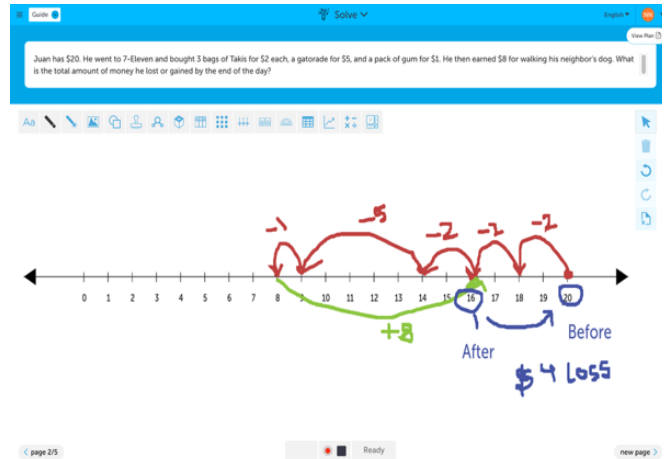 Guide
Solve
English
View Plan
Juan has $20. He went to 7-Eleven and bought 3 bags of Takis for $2 each, a gatorade for $5, and a pack of gum for $1. He then earned $8 for walking his neighbor's dog. What
is the total amount of money he lost or gained by the end of the day?
Aa
-1 -5 -2 -2 -2
0 1 2 3 4 5 6 7 8 9 10 11 12 13 14 15 16 17 18 19 20
+8
After
Before
$4 LOSS
< page 2/5
Ready
new page >